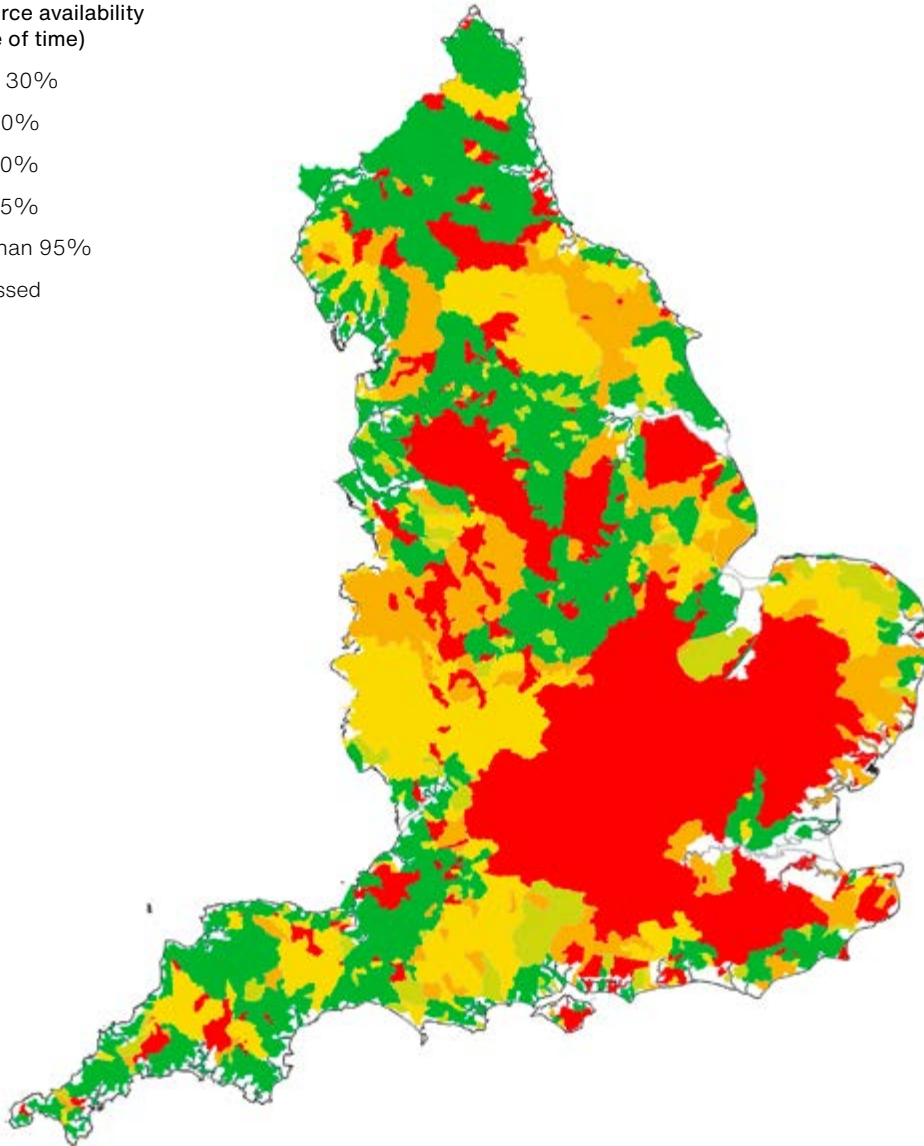 rce availability
e of time)
30%
0%
0%
5%
han 95%
ssed